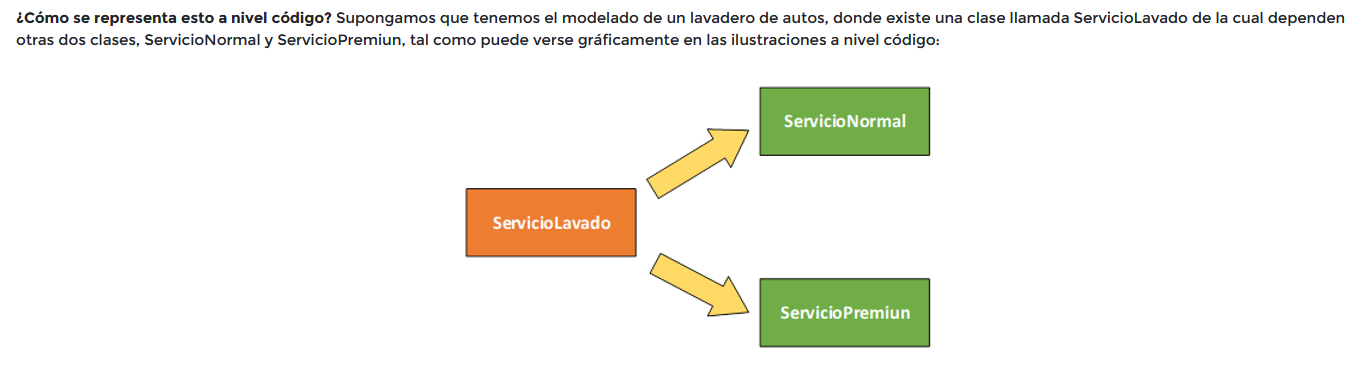 ¿Cómo se representa esto a nivel código? Supongamos que tenemos el modelado de un lavadero de autos, donde existe una clase llamada ServicioLavado de la cual dependen
otras dos clases, ServicioNormal y ServicioPremiun, tal como puede verse gráficamente en las ilustraciones a nivel código:
ServicioNormal
ServicioLavado
ServicioPremiun